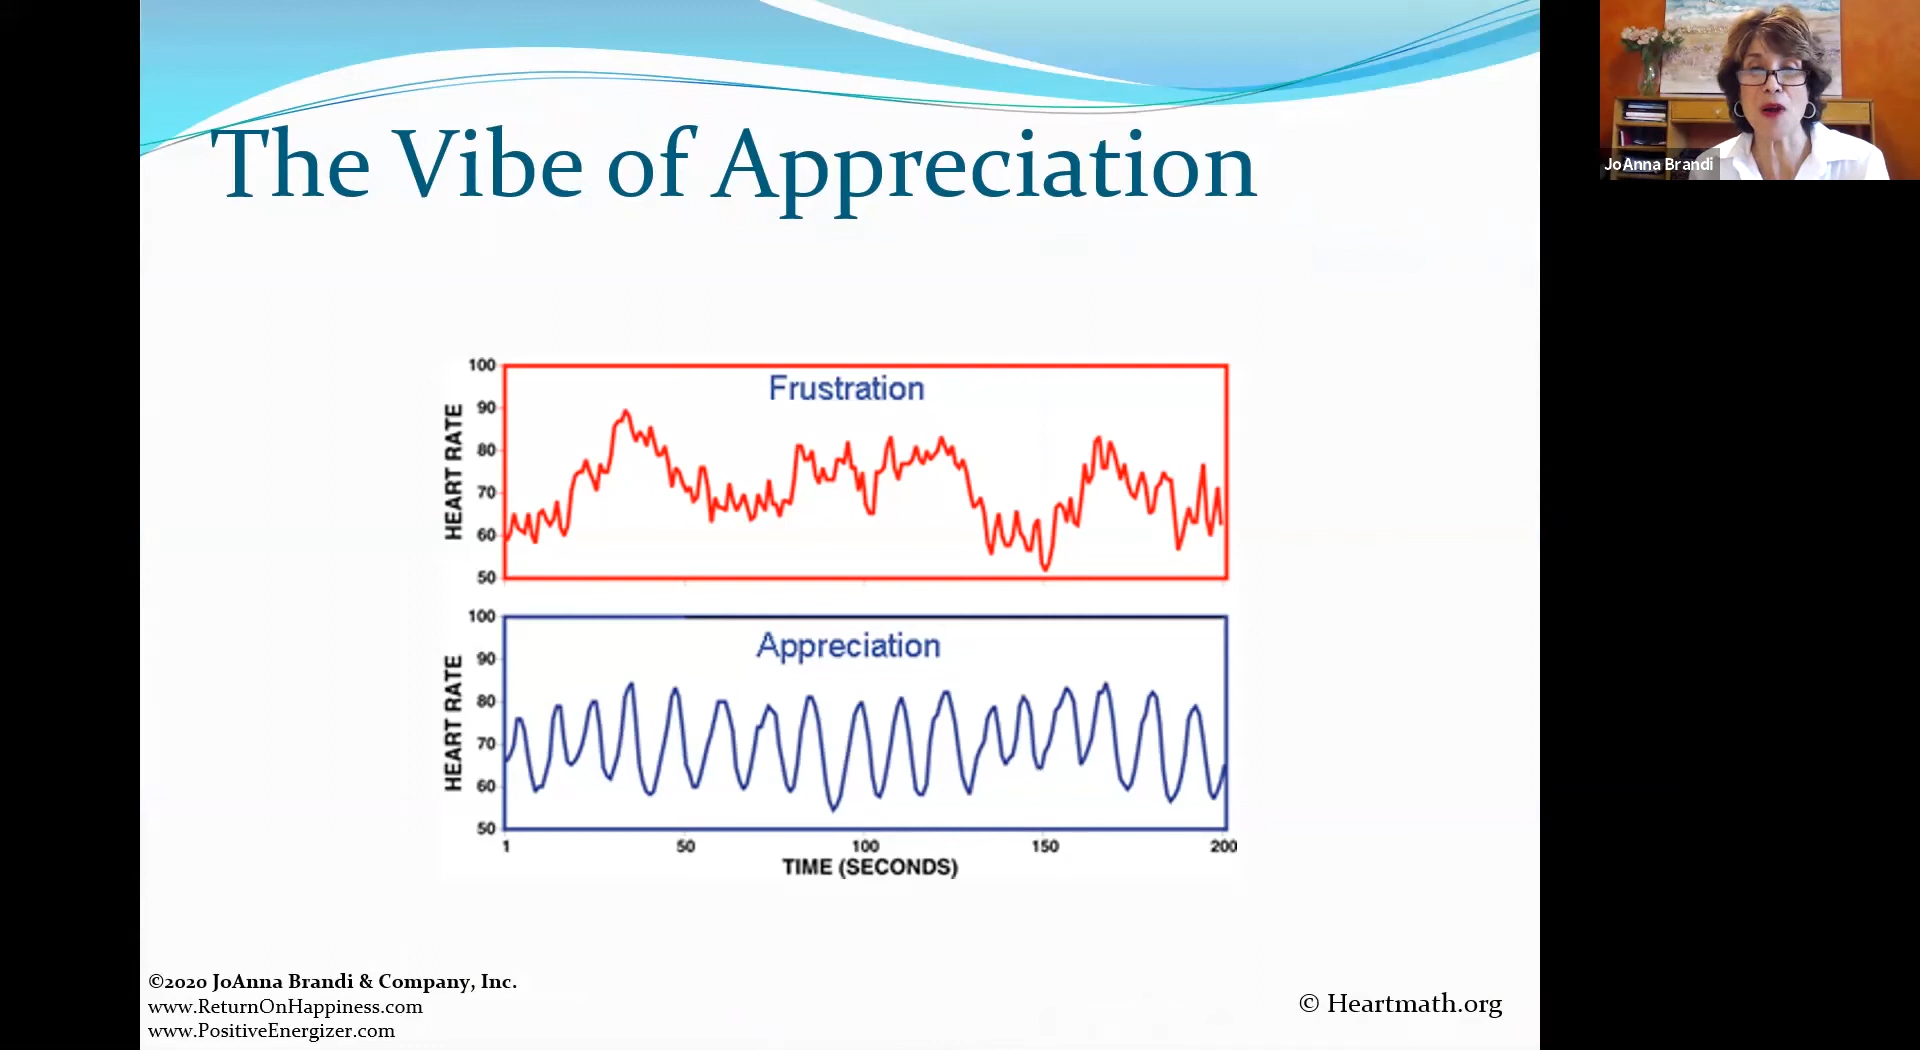 The Vibe of Appreciation
JoAnna Brandi
Frustration
HEART RATE
100
90
80
70
60
50
Appreciation
HEART RATE
100
90
80
70
60
50
1 50 100 150 200
TIME (SECONDS)
©2020 JoAnna Brandi & Company, Inc.
www.ReturnOnHappiness.com
www.PositiveEnergizer.com
© Heartmath.org